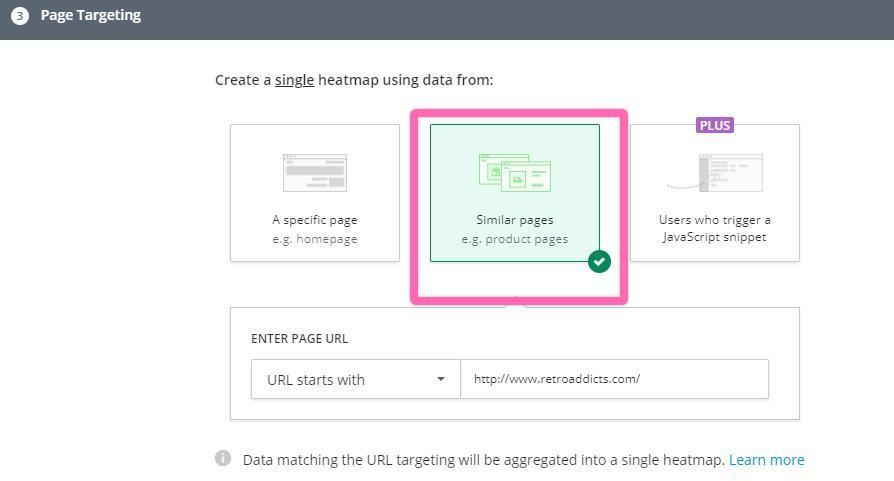 3 Page Targeting
Create a single heatmap using data from:
PLUS
A specific page
e.g. homepage
Similar pages
e.g. product pages
Users who trigger a
JavaScript snippet
ENTER PAGE URL
URL starts with
http://www.retroaddicts.com/
Data matching the URL targeting will be aggregated into a single heatmap. Learn more